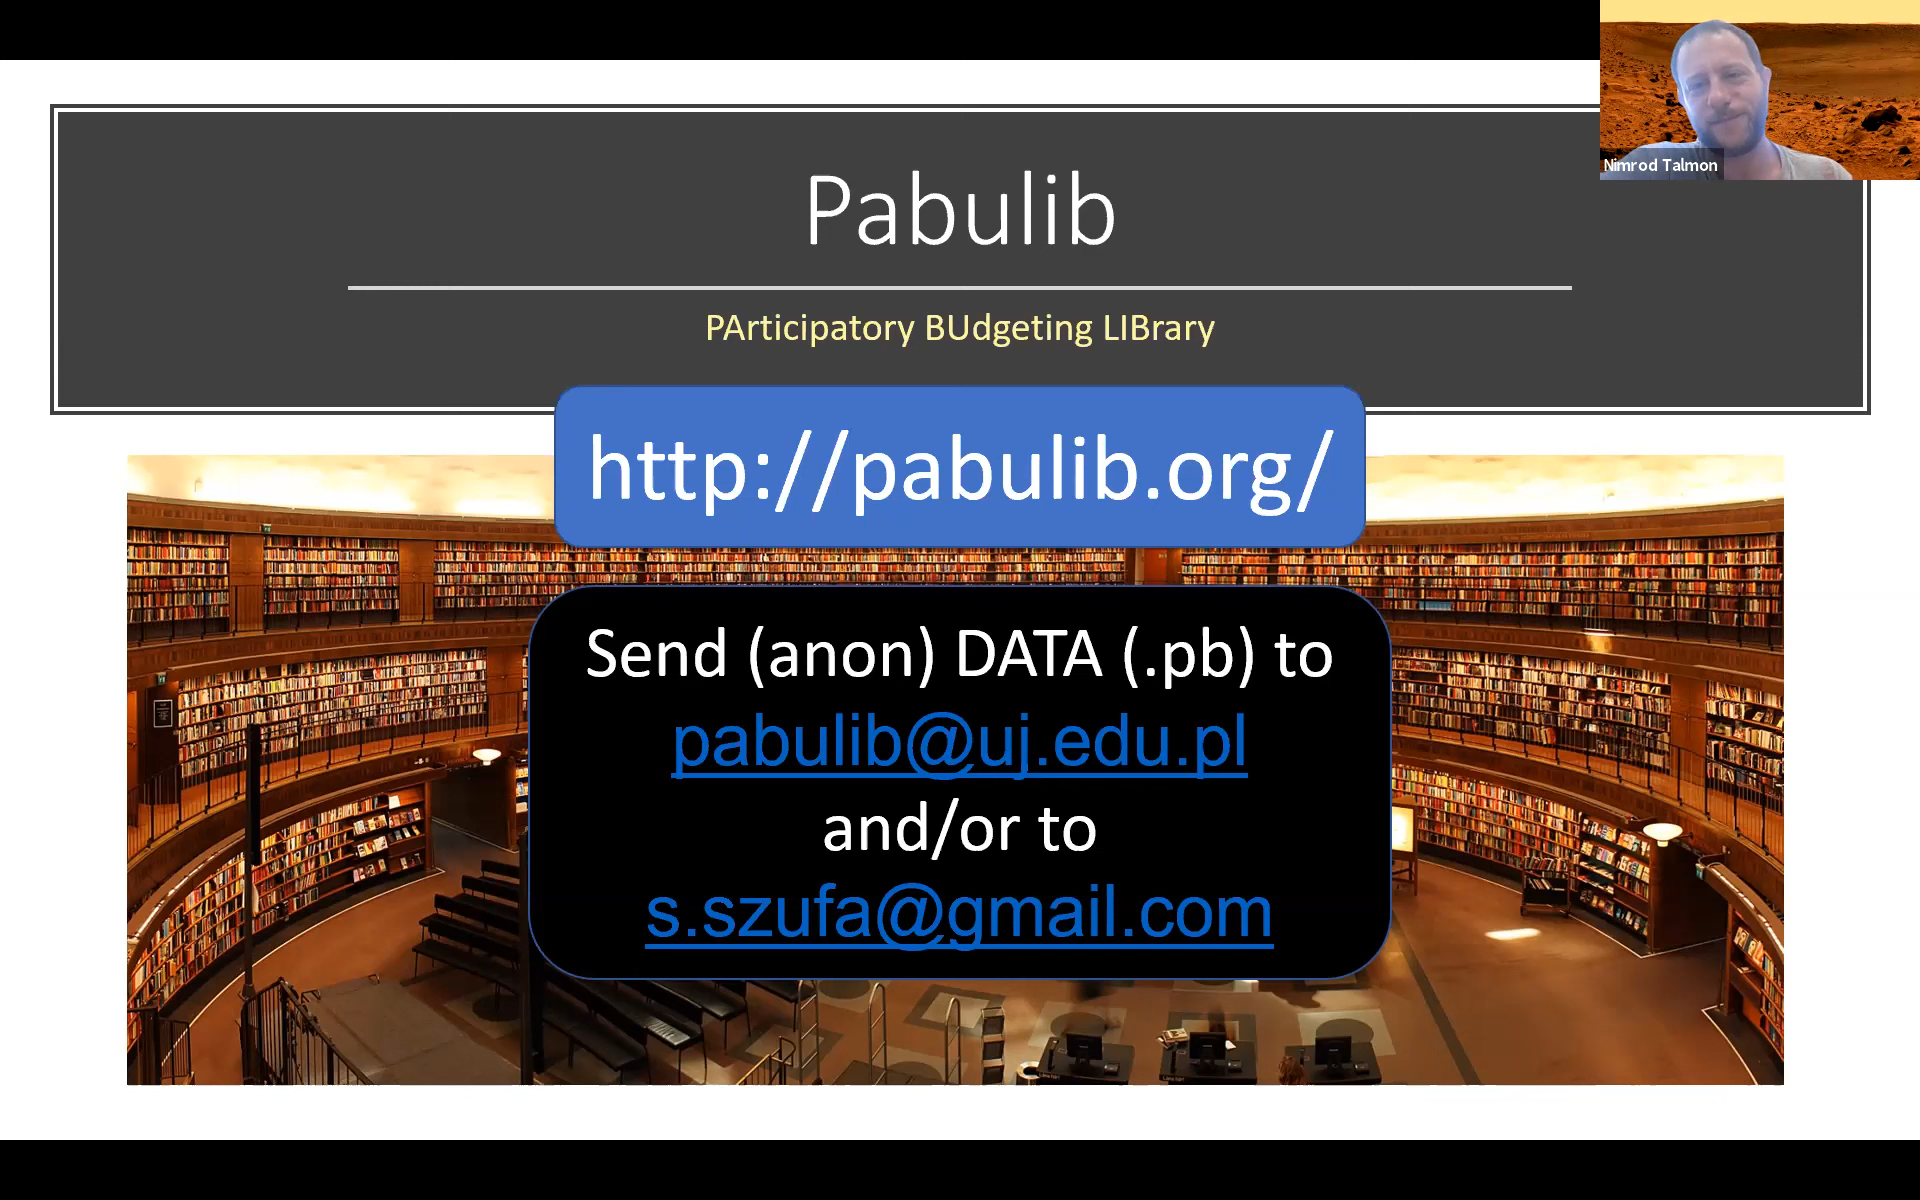 Nimrod Talmon
Pabulib
PArticipatory BUdgeting LIBrary
http://pabulib.org/
Send (anon) DATA (.pb) to
pabulib@uj.edu.pl
and/or to
s.szufa@gmail.com